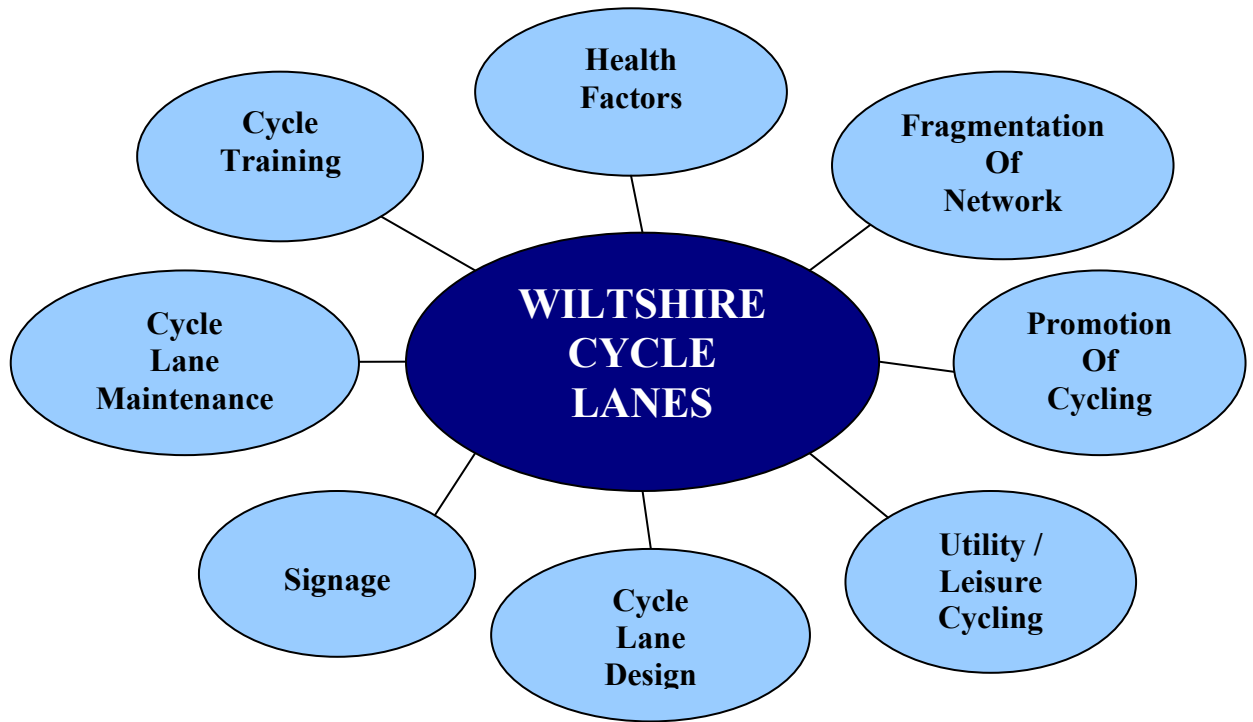 Health
Factors
Cycle
Training
Fragmentation
Of
Network
WILTSHIRE
CYCLE
LANES
Cycle
Lane
Maintenance
Promotion
Of
Cycling
Signage
Cycle
Lane
Design
Utility /
Leisure
Cycling